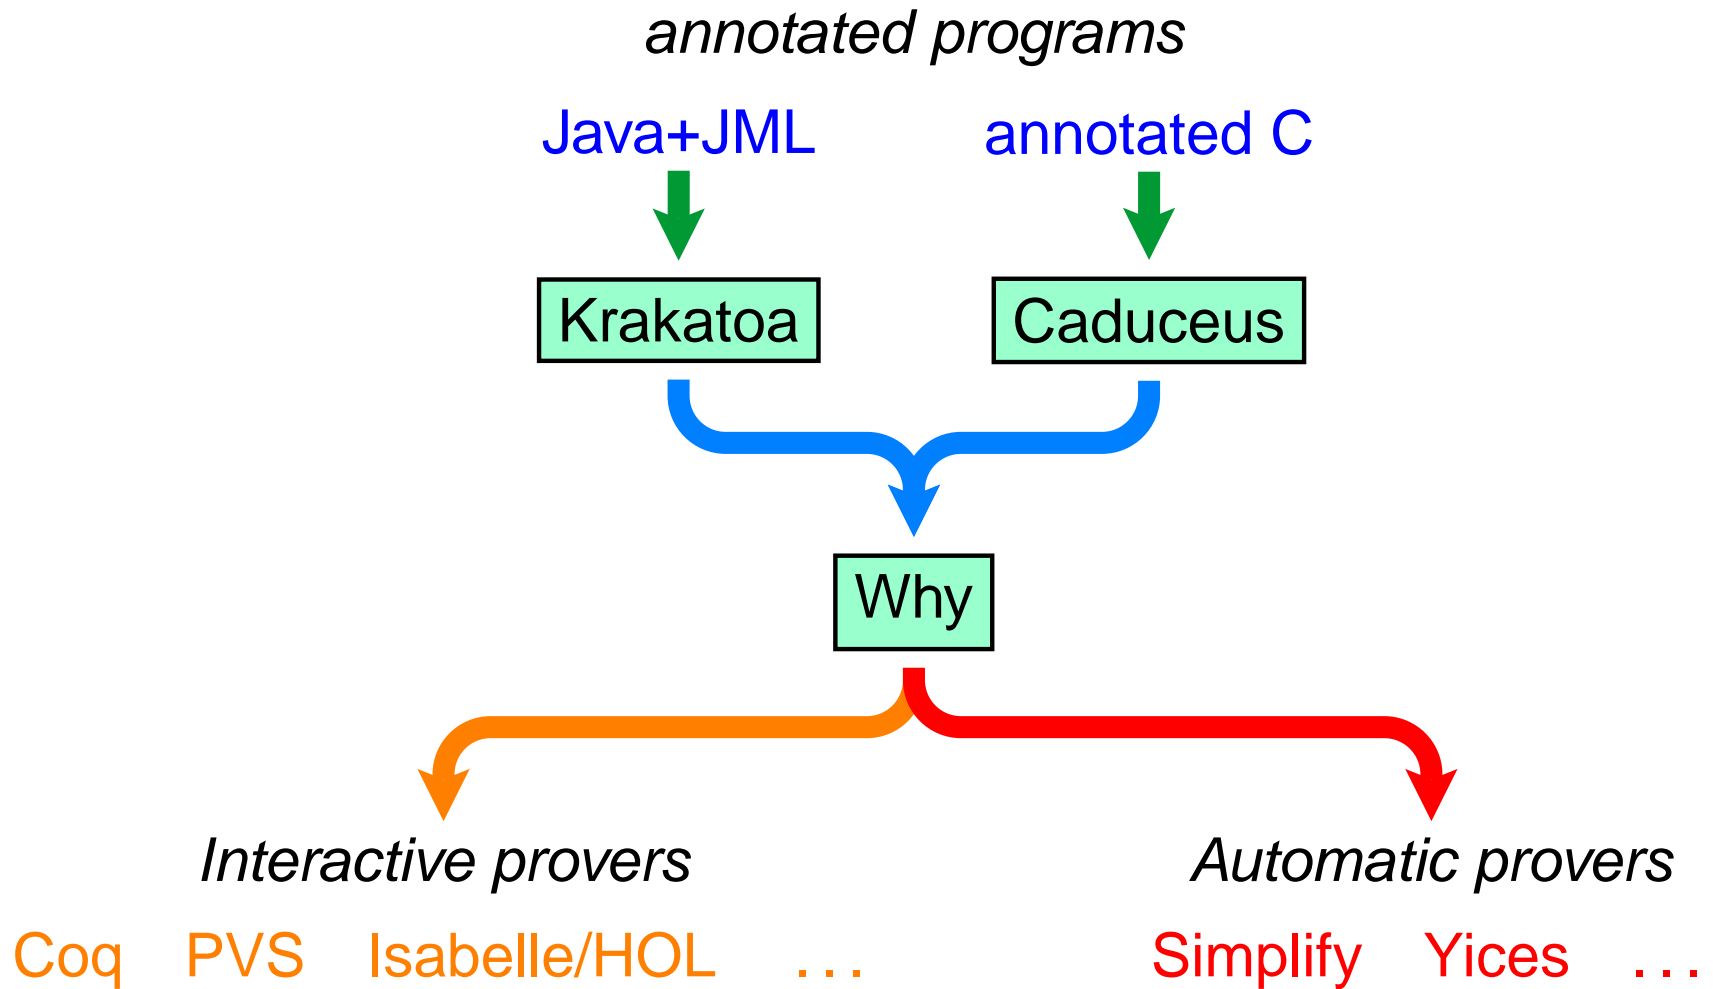 annotated programs
Java+JML annotated C
Krakatoa Caduceus
Why
Interactive provers Automatic provers
Coq PVS Isabelle/HOL ... Simplify Yices ...